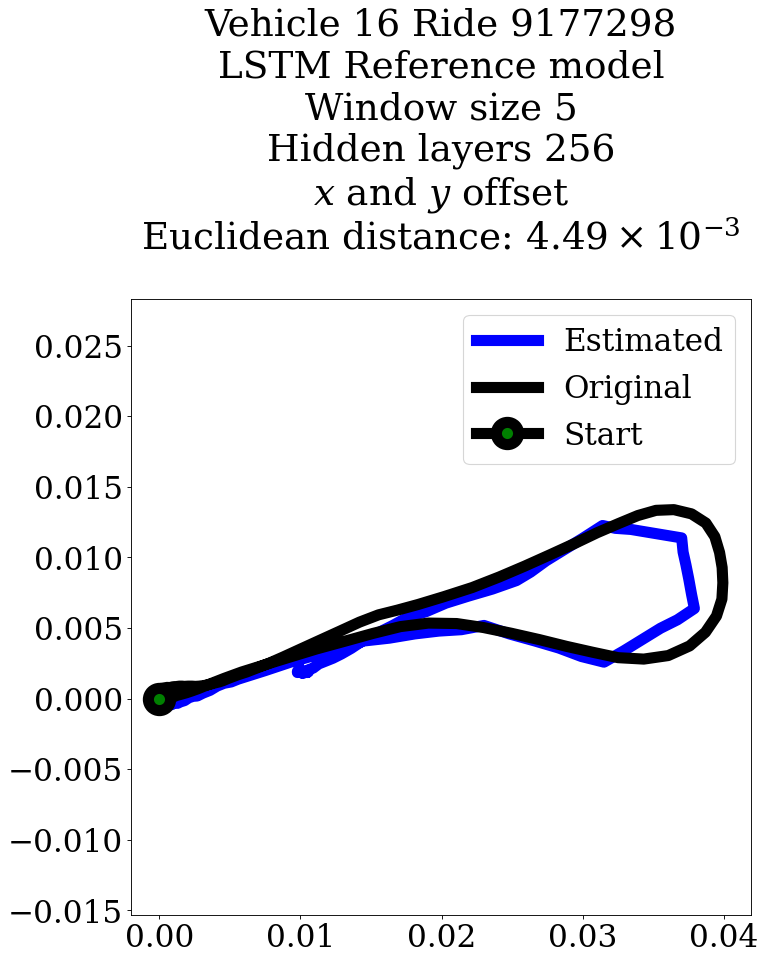 Vehicle 16 Ride 9177298
LSTM Reference model
Window size 5
Hidden layers 256
x and y offset
Euclidean distance: 4.49 × 10⁻³
Estimated
Original
Start
0.025
0.020
0.015
0.010
0.005
0.000
−0.005
−0.010
−0.015
0.00 0.01 0.02 0.03 0.04